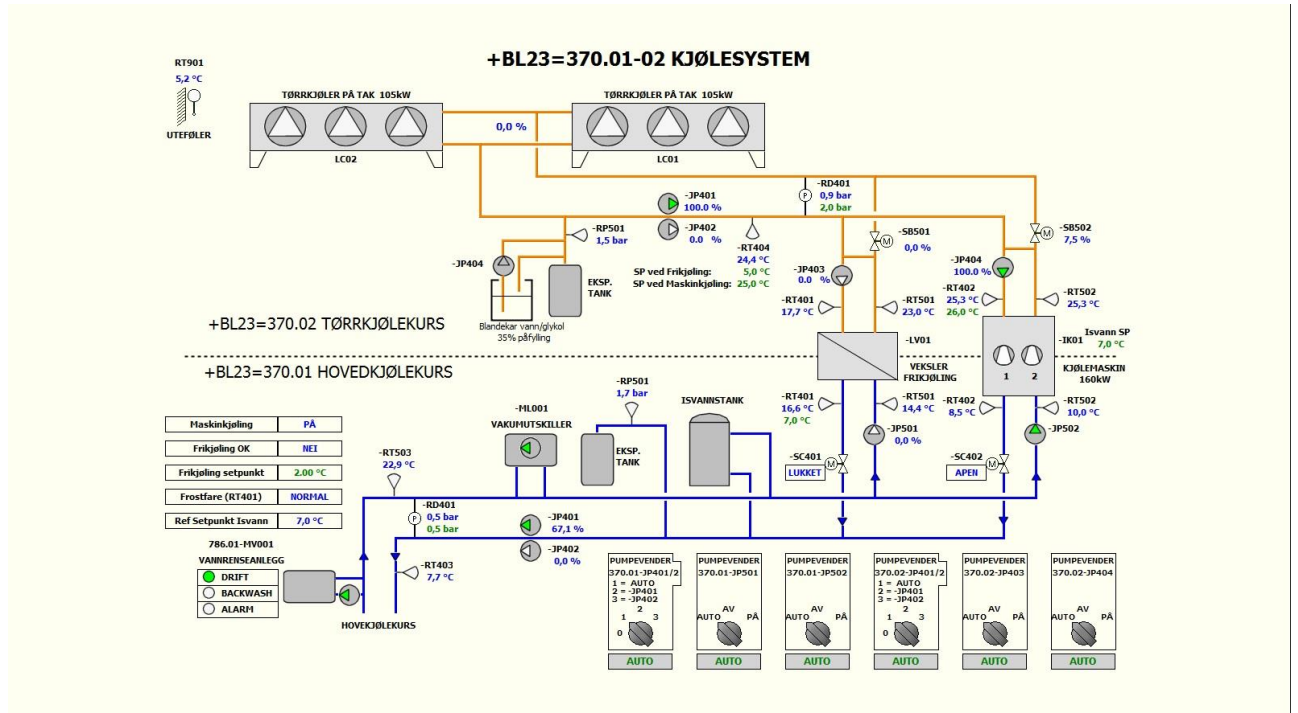 +BL23=370.01-02 KJØLESYSTEM
RT901
5,2 °C
UTEFØLER
TØRRKJØLER PÅ TAK 105kW
LC02
0,0 %
TØRRKJØLER PÅ TAK 105kW
LC01
-RD401
0,9 bar
2,0 bar
-JP401
100.0 %
-JP402
0.0 %
-RP501
1,5 bar
-RT404
24,4 °C
SP ved Frikjøling: 5,0 °C
SP ved Maskinkjøling: 25,0 °C
-SB501
0,0 %
-SB502
7,5 %
-JP404
EKSP.
TANK
Blandekar vann/glykol
35% påfylling
-JP403
0.0 %
-JP404
100.0 %
-RT401
17,7 °C
-RT501
23,0 °C
-RT402
25,3 °C
26,0 °C
-RT502
25,3 °C
+BL23=370.02 TØRRKJØLEKURS
-LV01
VEKSLER
FRIKJØLING
1 2
-IK01
Isvann SP
7,0 °C
KJØLEMASKIN
160kW
+BL23=370.01 HOVEDKJØLEKURS
-RP501
1,7 bar
ISVANNSTANK
-ML001
VAKUMUTSKILLER
EKSP.
TANK
-RT401
16,6 °C
7,0 °C
-RT501
14,4 °C
-RT402
8,5 °C
-RT502
10,0 °C
-JP501
0,0 %
-JP502
-SC401
LUKKET
-SC402
APEN
Maskinkjøling PÅ
Frikjøling OK NEI
Frikjøling setpunkt 2.00 °C
Frostfare (RT401) NORMAL
Ref Setpunkt Isvann 7,0 °C
-RT503
22,9 °C
-RD401
0,5 bar
0,5 bar
-JP401
67,1 %
-JP402
0,0 %
-RT403
7,7 °C
786.01-MV001
VANNRENSEANLEGG
DRIFT
BACKWASH
ALARM
HOVEKJØLEKURS
PUMPEVENDER
370.01-JP401/2
1 = AUTO
2 = -JP401
3 = -JP402
2
1 3
0
AUTO
PUMPEVENDER
370.01-JP501
AV
AUTO PÅ
AUTO
PUMPEVENDER
370.01-JP502
AV
AUTO PÅ
AUTO
PUMPEVENDER
370.02-JP401/2
1 = AUTO
2 = -JP401
3 = -JP402
2
1 3
0
AUTO
PUMPEVENDER
370.02-JP403
AV
AUTO PÅ
AUTO
PUMPEVENDER
370.02-JP404
AV
AUTO PÅ
AUTO
P
P
M
M
M
M